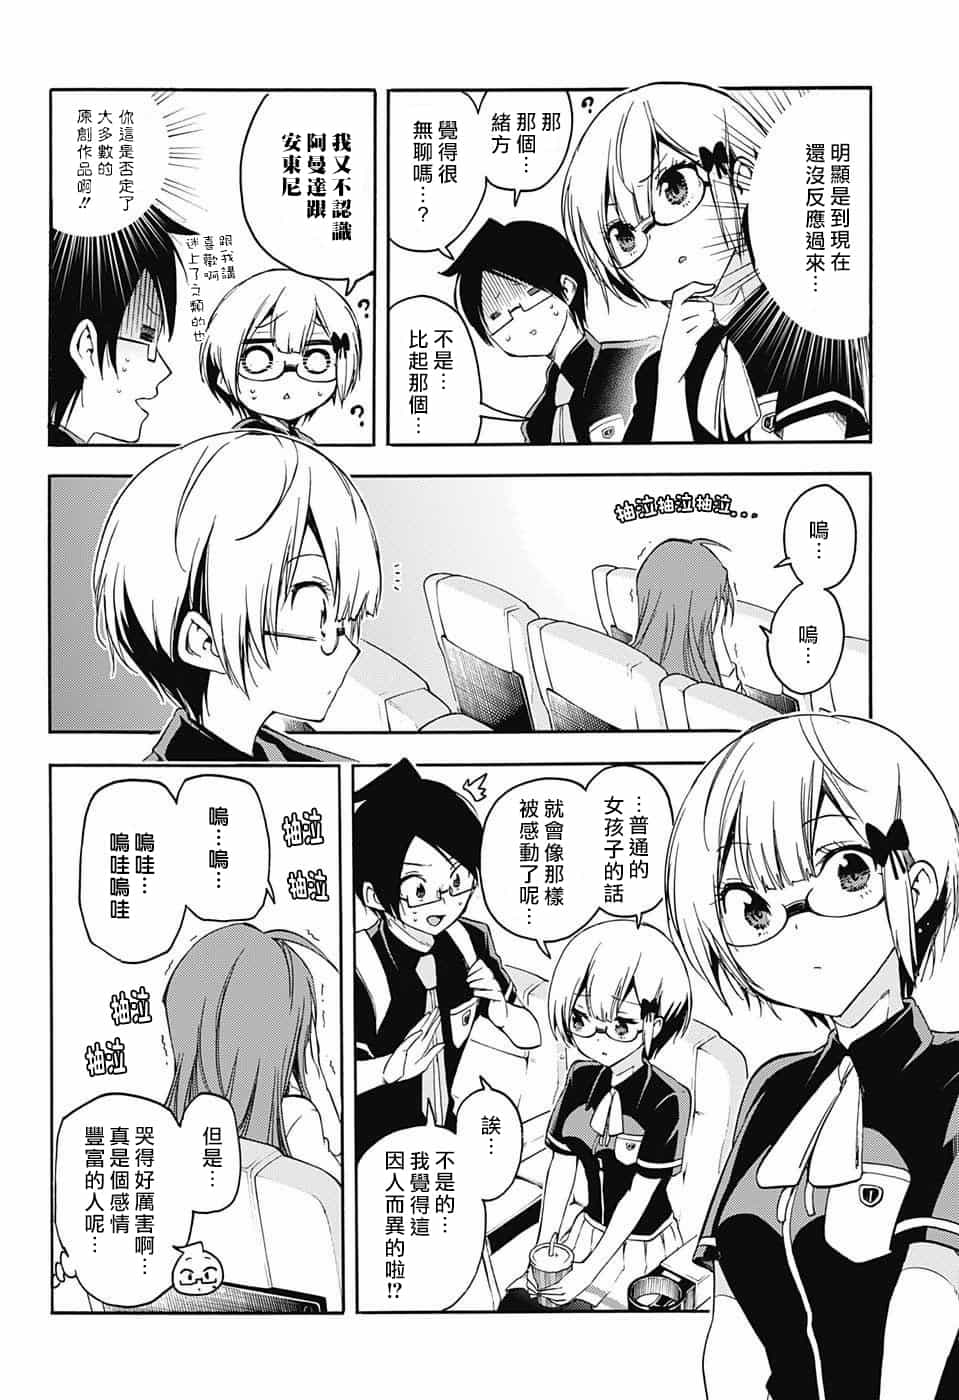 明顯是到現在
還沒反應過來…
那
那個…
緒方
覺得很
無聊嗎…？
不是…
比起那個…
我又不認識
阿曼達跟
安東尼
跟我講
喜歡啊
迷上了之類的也
你這是否定了
大多數的
原創作品啊!!
嗚…
嗚…
抽泣抽泣抽泣…
…普通的
女孩子的話
就會像那樣
被感動了呢…
誒…
不是的…
我覺得這
因人而異的啦!?
嗚…嗚…
嗚哇…
嗚哇嗚哇
抽泣
抽泣
抽泣
抽泣
但是…
哭得好厲害啊…
真是個感情
豐富的人呢…